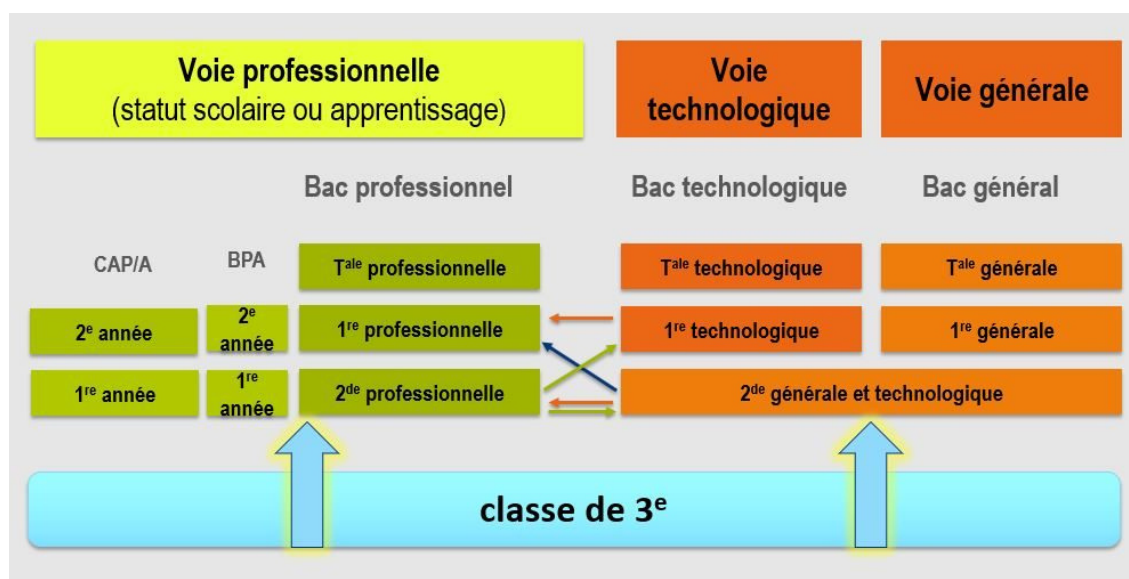 Voie professionnelle
(statut scolaire ou apprentissage)
Voie
technologique
Voie générale
Bac professionnel
Bac technologique
Bac général
CAP/A
BPA
Tale professionnelle
Tale technologique
Tale générale
2e année
2e
année
1re professionnelle
1re technologique
1re générale
1re année
1re
année
2de professionnelle
2de générale et technologique
classe de 3e